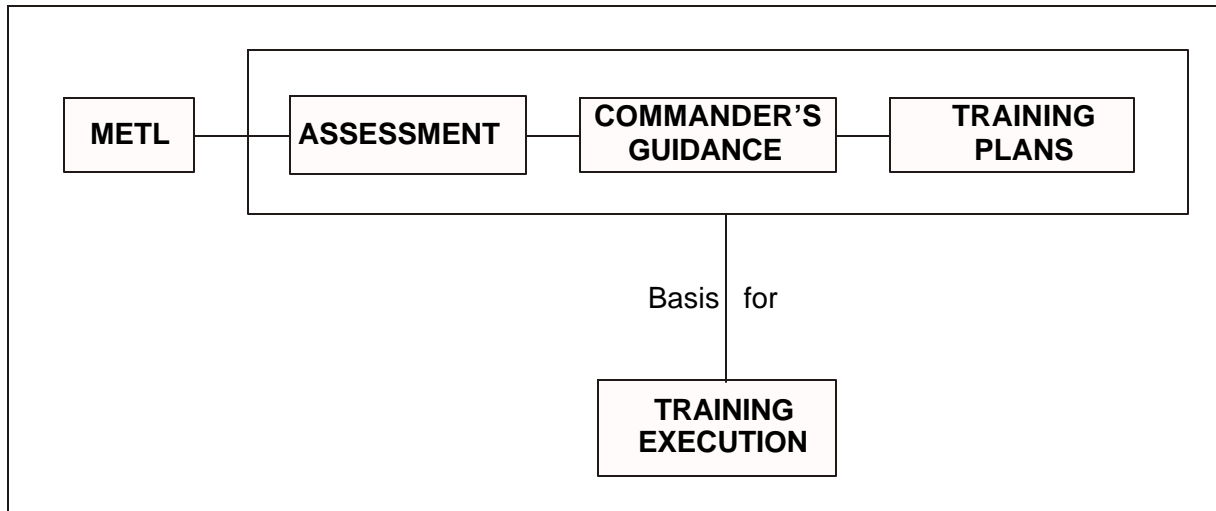 METL
ASSESSMENT
COMMANDER'S
GUIDANCE
TRAINING
PLANS
Basis for
TRAINING
EXECUTION